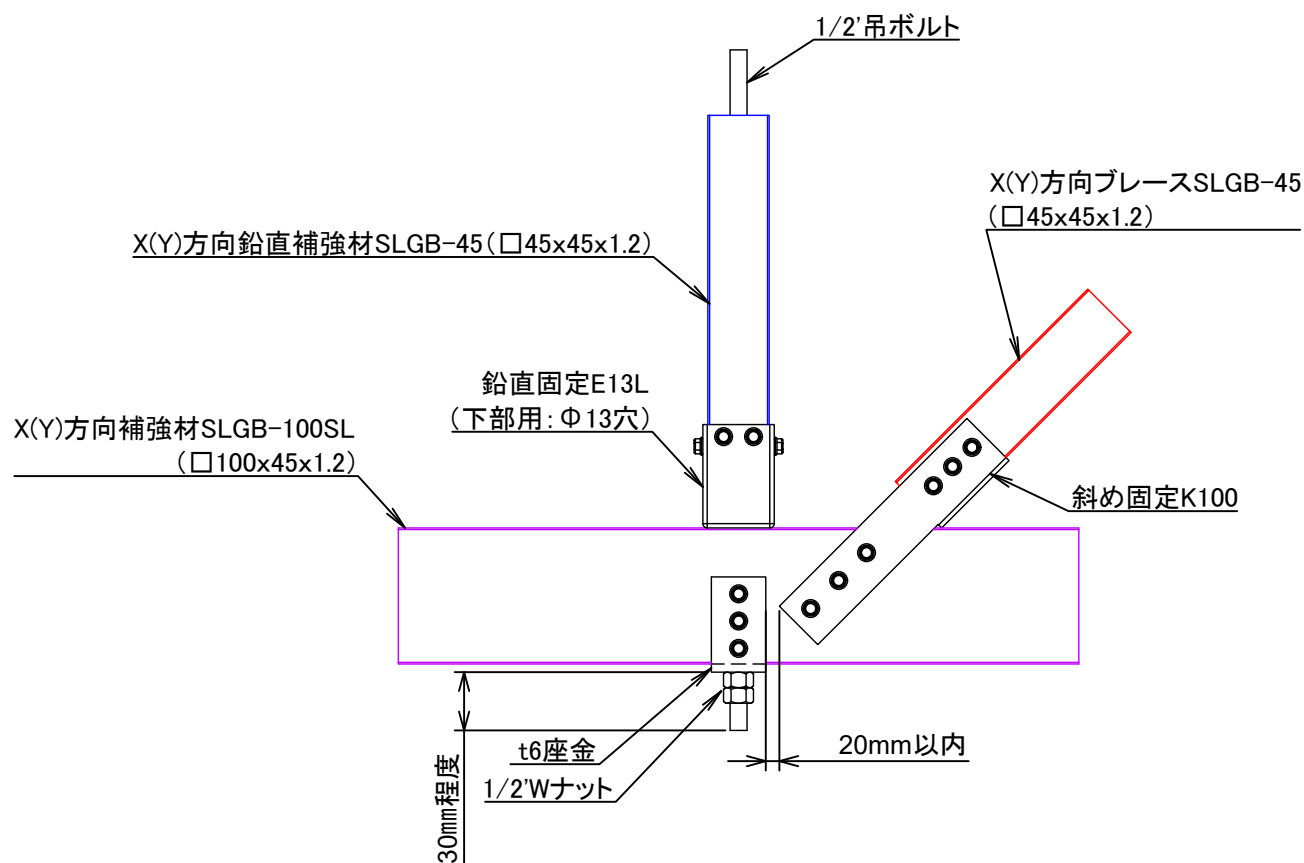 1/2'吊ボルト
X(Y)方向ブレースSLGB-45
(□45x45x1.2)
X(Y)方向鉛直補強材SLGB-45(□45x45x1.2)
鉛直固定E13L
(下部用:Φ13穴)
X(Y)方向補強材SLGB-100SL
(□100x45x1.2)
斜め固定K100
t6座金
1/2'Wナット
20mm以内
30mm程度